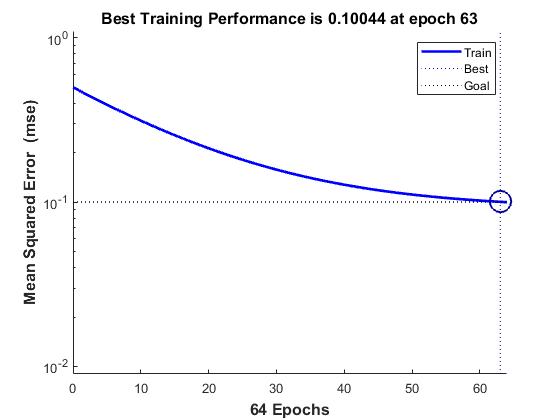 Best Training Performance is 0.10044 at epoch 63
Train
Best
Goal
10^0
10^-1
10^-2
Mean Squared Error (mse)
0 10 20 30 40 50 60
64 Epochs